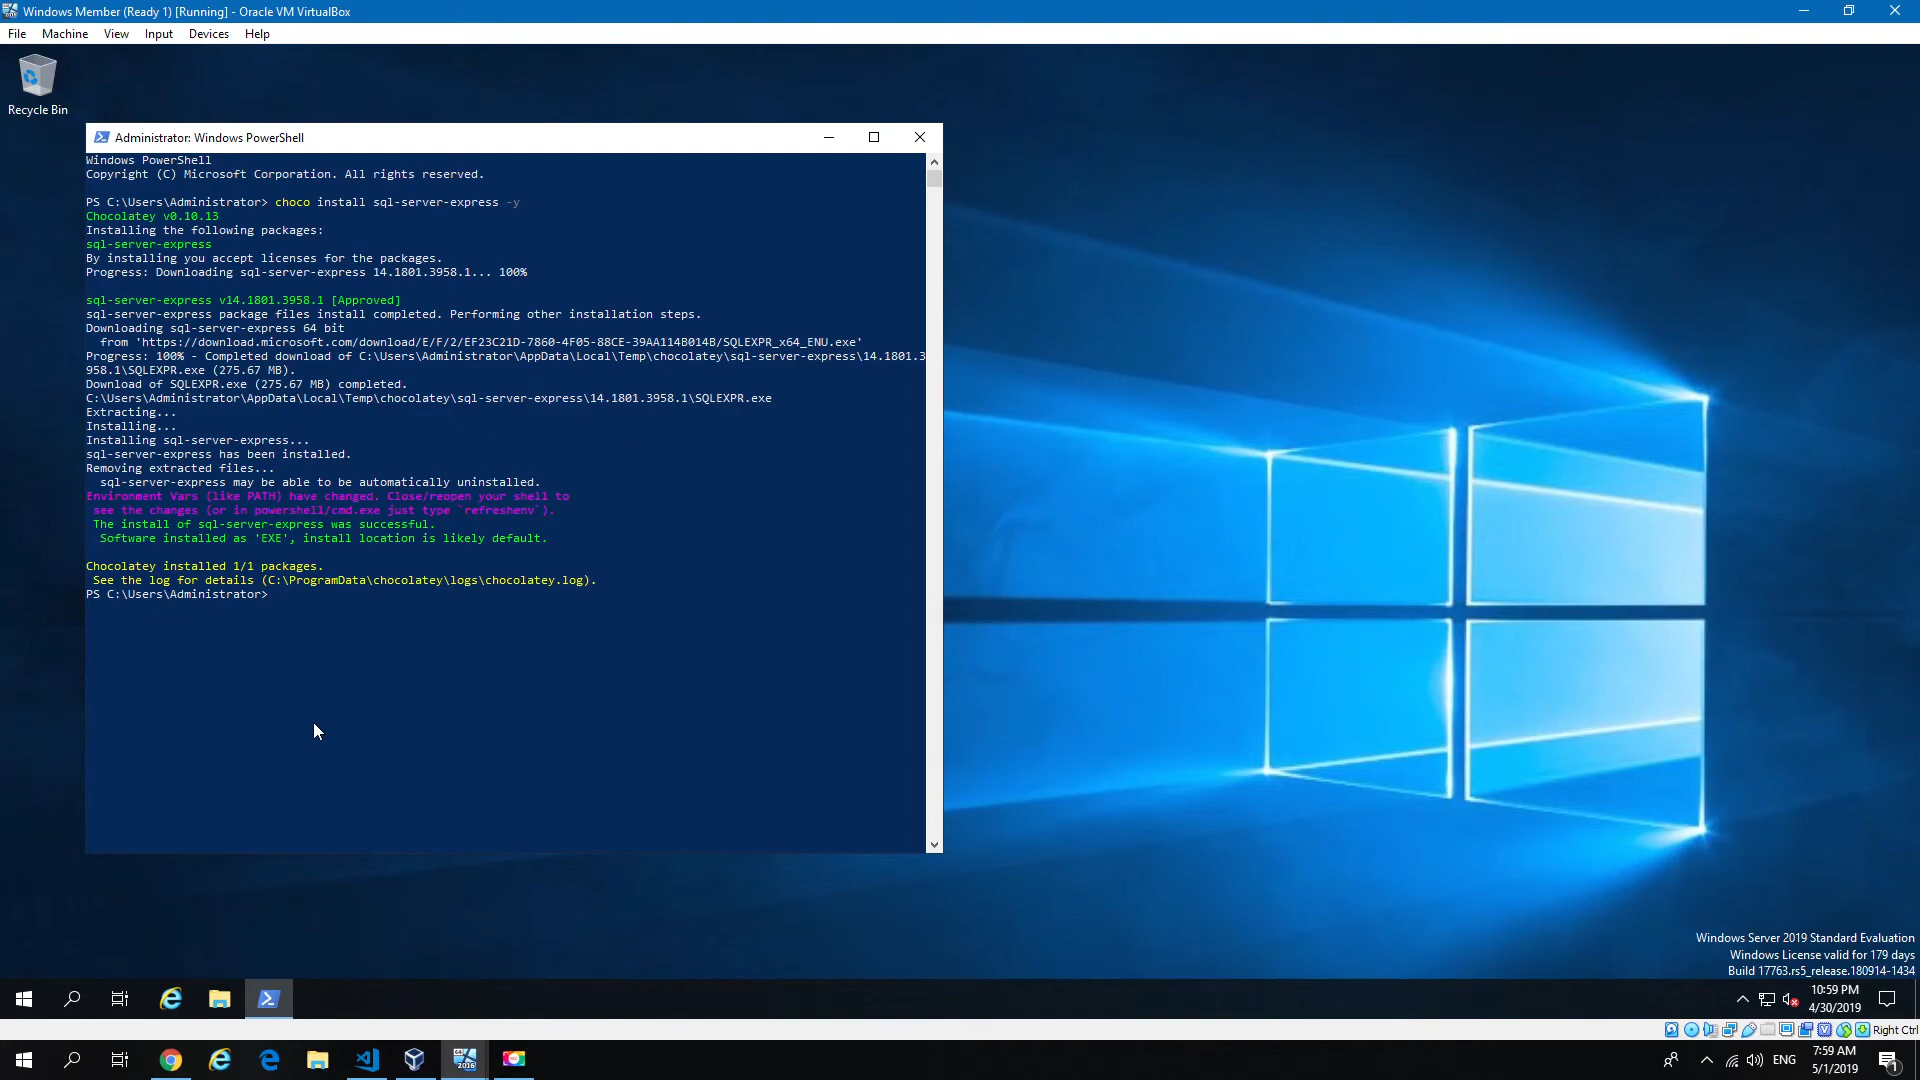 Windows Member (Ready 1) [Running] - Oracle VM VirtualBox
File Machine View Input Devices Help
Recycle Bin
Administrator: Windows PowerShell
Windows PowerShell
Copyright (C) Microsoft Corporation. All rights reserved.
PS C:\Users\Administrator> choco install sql-server-express -y
Chocolatey v0.10.13
Installing the following packages:
sql-server-express
By installing you accept licenses for the packages.
Progress: Downloading sql-server-express 14.1801.3958.1... 100%
sql-server-express v14.1801.3958.1 [Approved]
sql-server-express package files install completed. Performing other installation steps.
Downloading sql-server-express 64 bit
from 'https://download.microsoft.com/download/E/F/2/EF23C21D-7860-4F05-88CE-39AA114B014B/SQLEXPR_x64_ENU.exe'
Progress: 100% - Completed download of C:\Users\Administrator\AppData\Local\Temp\chocolatey\sql-server-express\14.1801.3
958.1\SQLEXPR.exe (275.67 MB).
Download of SQLEXPR.exe (275.67 MB) completed.
C:\Users\Administrator\AppData\Local\Temp\chocolatey\sql-server-express\14.1801.3958.1\SQLEXPR.exe
Extracting...
Installing...
Installing sql-server-express...
sql-server-express has been installed.
Removing extracted files...
sql-server-express may be able to be automatically uninstalled.
Environment Vars (like PATH) have changed. Close/reopen your shell to
see the changes (or in powershell/cmd.exe just type `refreshenv`).
The install of sql-server-express was successful.
Software installed as 'EXE', install location is likely default.
Chocolatey installed 1/1 packages.
See the log for details (C:\ProgramData\chocolatey\logs\chocolatey.log).
PS C:\Users\Administrator>
Windows Server 2019 Standard Evaluation
Windows License valid for 179 days
Build 17763.rs5_release.180914-1434
10:59 PM
4/30/2019
Right Ctrl
ENG
7:59 AM
5/1/2019
1
64
2016